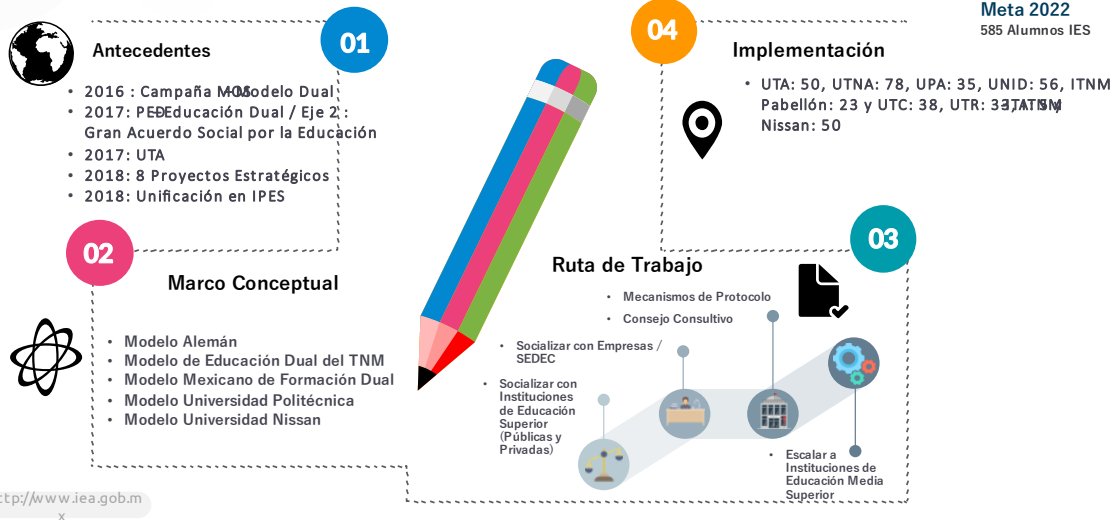 01
Antecedentes
• 2016 : Campaña MOS Modelo Dual
• 2017: PED Educación Dual / Eje 2 :
Gran Acuerdo Social por la Educación
• 2017: UTA
• 2018: 8 Proyectos Estratégicos
• 2018: Unificación en IPES
02
Marco Conceptual
• Modelo Alemán
• Modelo de Educación Dual del TNM
• Modelo Mexicano de Formación Dual
• Modelo Universidad Politécnica
• Modelo Universidad Nissan
03
Ruta de Trabajo
• Mecanismos de Protocolo
• Consejo Consultivo
• Socializar con Empresas /
SEDEC
• Socializar con
Instituciones
de Educación
Superior
(Públicas y
Privadas)
• Escalar a
Instituciones de
Educación Media
Superior
04
Implementación
• UTA: 50, UTNA: 78, UPA: 35, UNID: 56, ITNM
Pabellón: 23 y UTC: 38, UTR: 33,
Nissan: 50
Meta 2022
585 Alumnos IES
ttp://www.iea.gob.m
x